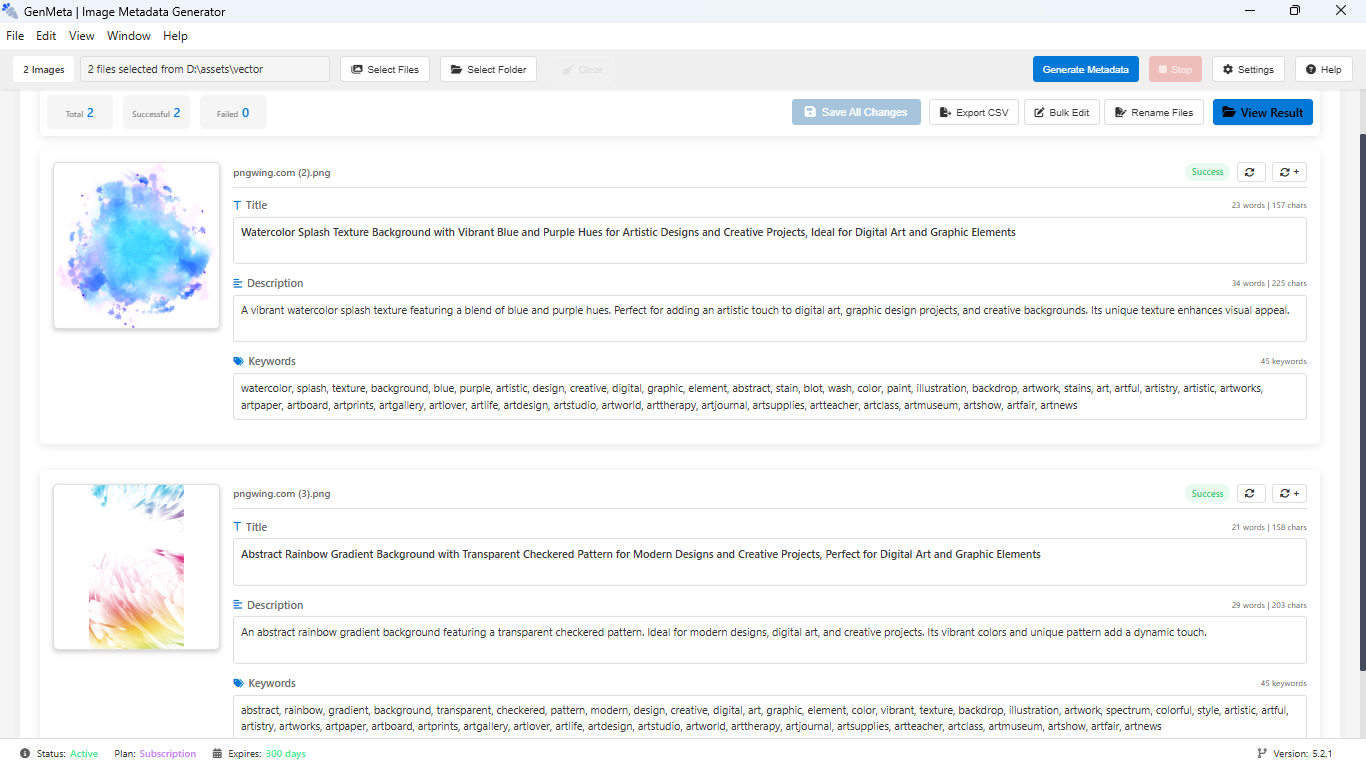 GenMeta | Image Metadata Generator
File Edit View Window Help
2 Images 2 files selected from D:\assets\vector Select Files Select Folder Clear Generate Metadata Stop Settings Help
Total 2 Successful 2 Failed 0 Save All Changes Export CSV Bulk Edit Rename Files View Result
pngwing.com (2).png Success +
Title 23 words | 157 chars
Watercolor Splash Texture Background with Vibrant Blue and Purple Hues for Artistic Designs and Creative Projects, Ideal for Digital Art and Graphic Elements
Description 34 words | 225 chars
A vibrant watercolor splash texture featuring a blend of blue and purple hues. Perfect for adding an artistic touch to digital art, graphic design projects, and creative backgrounds. Its unique texture enhances visual appeal.
Keywords 45 keywords
watercolor, splash, texture, background, blue, purple, artistic, design, creative, digital, graphic, element, abstract, stain, blot, wash, color, paint, illustration, backdrop, artwork, stains, art, artful, artistry, artistic, artworks,
artpaper, artboard, artprints, artgallery, artlover, artlife, artdesign, artstudio, artworld, arttherapy, artjournal, artsupplies, artteacher, artclass, artmuseum, artshow, artfair, artnews
pngwing.com (3).png Success +
Title 21 words | 158 chars
Abstract Rainbow Gradient Background with Transparent Checkered Pattern for Modern Designs and Creative Projects, Perfect for Digital Art and Graphic Elements
Description 29 words | 203 chars
An abstract rainbow gradient background featuring a transparent checkered pattern. Ideal for modern designs, digital art, and creative projects. Its vibrant colors and unique pattern add a dynamic touch.
Keywords 45 keywords
abstract, rainbow, gradient, background, transparent, checkered, pattern, modern, design, creative, digital, art, graphic, element, color, vibrant, texture, backdrop, illustration, artwork, spectrum, colorful, style, artistic, artful,
artistry, artworks, artpaper, artboard, artprints, artgallery, artlover, artlife, artdesign, artstudio, artworld, arttherapy, artjournal, artsupplies, artteacher, artclass, artmuseum, artshow, artfair, artnews
Status: Active Plan: Subscription Expires: 300 days Version: 5.2.1